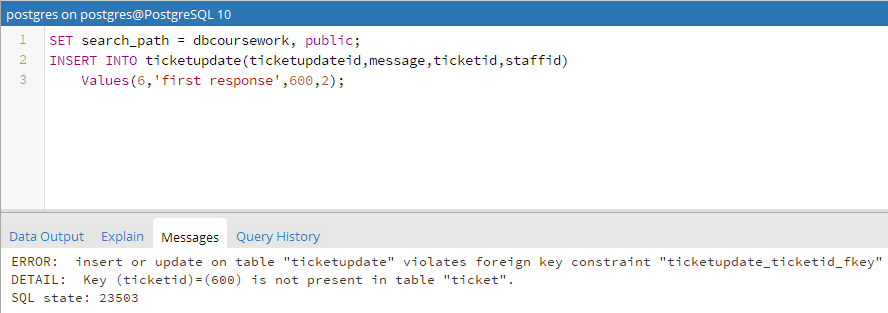 postgres on postgres@PostgreSQL 10
1 SET search_path = dbcoursework, public;
2 INSERT INTO ticketupdate(ticketupdateid,message,ticketid,staffid)
3 Values(6,'first response',600,2);
Data Output Explain Messages Query History
ERROR:  insert or update on table "ticketupdate" violates foreign key constraint "ticketupdate_ticketid_fkey"
DETAIL:  Key (ticketid)=(600) is not present in table "ticket".
SQL state: 23503